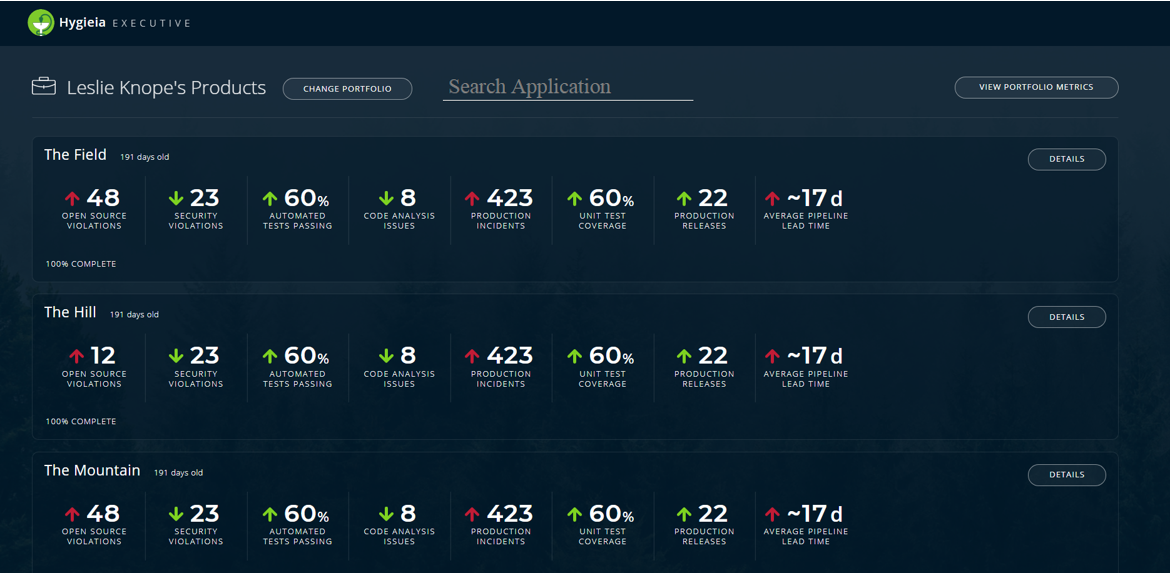 Hygieia EXECUTIVE
Leslie Knope's Products CHANGE PORTFOLIO Search Application VIEW PORTFOLIO METRICS
The Field 191 days old DETAILS
48 23 60% 8 423 60% 22 ~17 d
OPEN SOURCE SECURITY AUTOMATED CODE ANALYSIS PRODUCTION UNIT TEST PRODUCTION AVERAGE PIPELINE
VIOLATIONS VIOLATIONS TESTS PASSING ISSUES INCIDENTS COVERAGE RELEASES LEAD TIME
100% COMPLETE
The Hill 191 days old DETAILS
12 23 60% 8 423 60% 22 ~17 d
OPEN SOURCE SECURITY AUTOMATED CODE ANALYSIS PRODUCTION UNIT TEST PRODUCTION AVERAGE PIPELINE
VIOLATIONS VIOLATIONS TESTS PASSING ISSUES INCIDENTS COVERAGE RELEASES LEAD TIME
100% COMPLETE
The Mountain 191 days old DETAILS
48 23 60% 8 423 60% 22 ~17 d
OPEN SOURCE SECURITY AUTOMATED CODE ANALYSIS PRODUCTION UNIT TEST PRODUCTION AVERAGE PIPELINE
VIOLATIONS VIOLATIONS TESTS PASSING ISSUES INCIDENTS COVERAGE RELEASES LEAD TIME